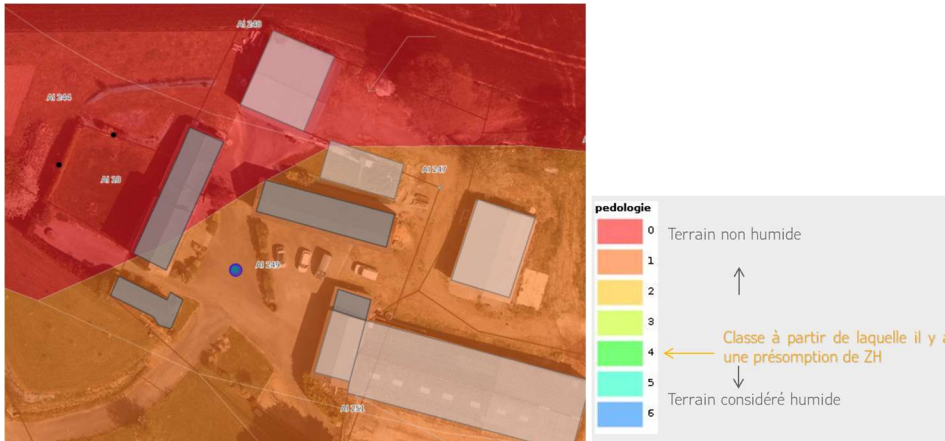 AI 248
AI 244
AI 28
AI 247
AI 249
AI 251
pedologie
0 Terrain non humide
1
2
3
Classe à partir de laquelle il y a
4
une présomption de ZH
5
Terrain considéré humide
6